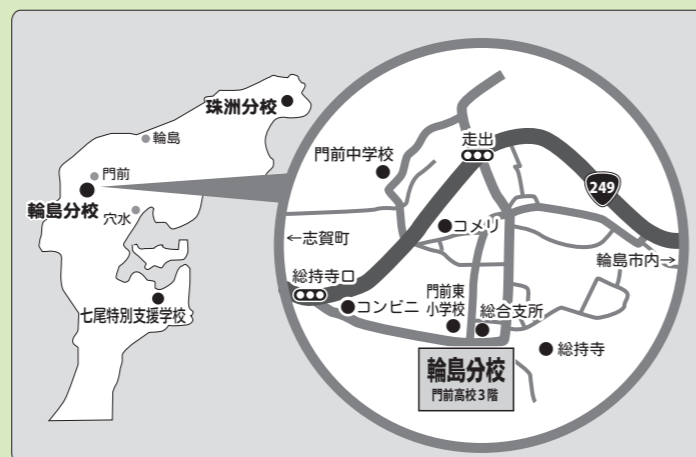 珠洲分校
輪島
門前
輪島分校
穴水
七尾特別支援学校
走出
門前中学校
249
コメリ
←志賀町
輪島市内→
総持寺口
コンビニ
門前東
小学校
総合支所
総持寺
輪島分校
門前高校3階